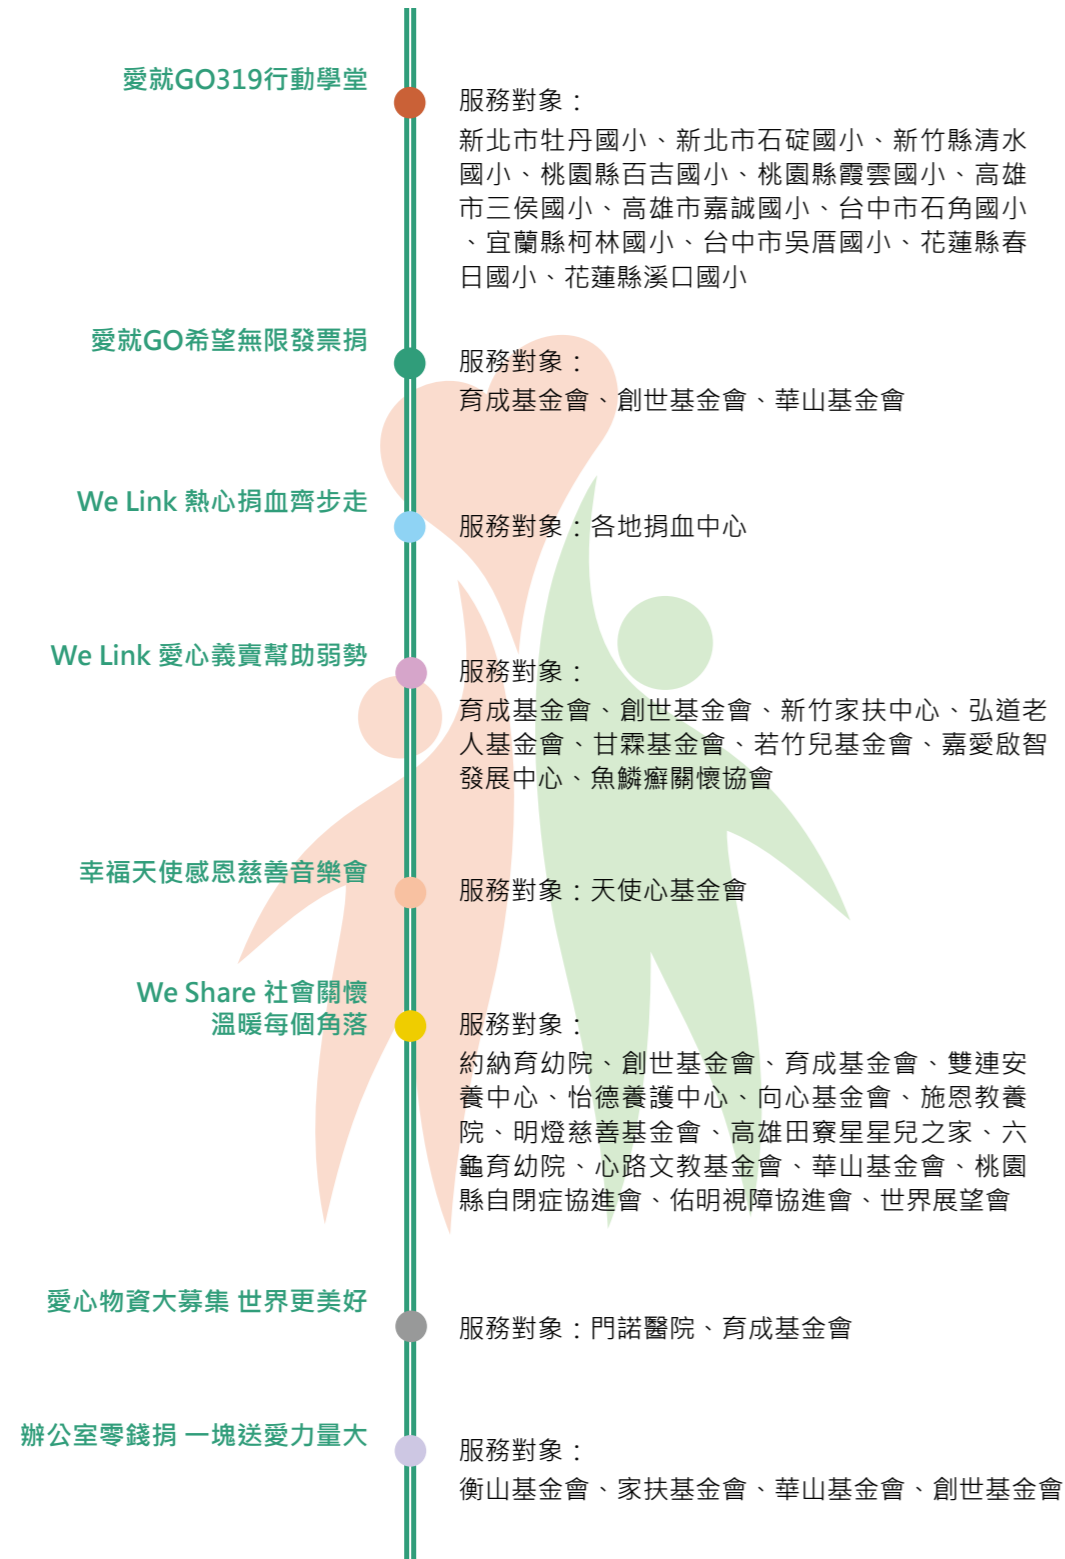 愛就GO319行動學堂
服務對象：
新北市牡丹國小、新北市石碇國小、新竹縣清水
國小、桃園縣百吉國小、桃園縣霞雲國小、高雄
市三侯國小、高雄市嘉誠國小、台中市石角國小
、宜蘭縣柯林國小、台中市吳厝國小、花蓮縣春
日國小、花蓮縣溪口國小
愛就GO希望無限發票捐
服務對象：
育成基金會、創世基金會、華山基金會
We Link 熱心捐血齊步走
服務對象：各地捐血中心
We Link 愛心義賣幫助弱勢
服務對象：
育成基金會、創世基金會、新竹家扶中心、弘道老
人基金會、甘霖基金會、若竹兒基金會、嘉愛啟智
發展中心、魚鱗癬關懷協會
幸福天使感恩慈善音樂會
服務對象：天使心基金會
We Share 社會關懷
溫暖每個角落
服務對象：
約納育幼院、創世基金會、育成基金會、雙連安
養中心、怡德養護中心、向心基金會、施恩教養
院、明燈慈善基金會、高雄田寮星星兒之家、六
龜育幼院、心路文教基金會、華山基金會、桃園
縣自閉症協進會、佑明視障協進會、世界展望會
愛心物資大募集 世界更美好
服務對象：門諾醫院、育成基金會
辦公室零錢捐 一塊送愛力量大
服務對象：
衡山基金會、家扶基金會、華山基金會、創世基金會